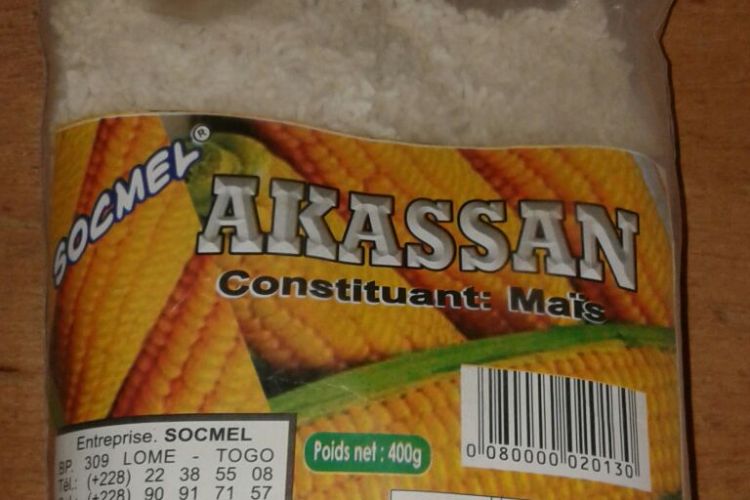 SOCMEL®
AKASSAN
Constituant: Maïs
Entreprise. SOCMEL
BP. 309 LOME - TOGO
Tél.: (+228) 22 38 55 08
(+228) 90 91 71 57
Poids net : 400g
0 080000 020130